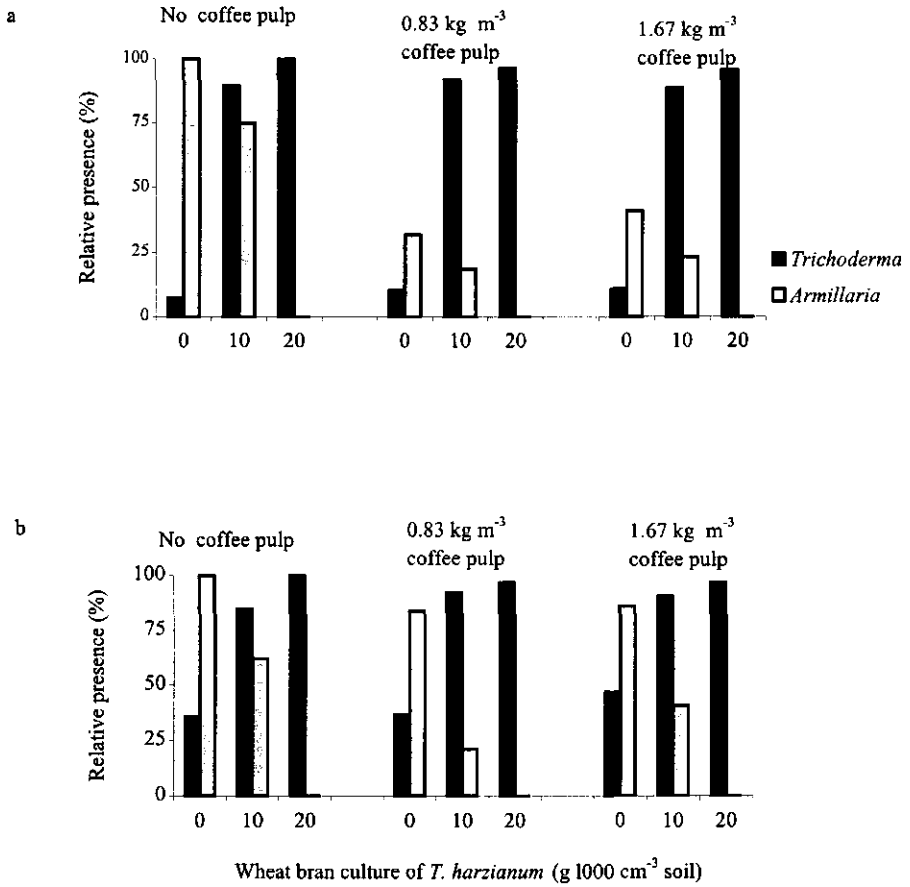 a
No coffee pulp
0.83 kg m⁻³
coffee pulp
1.67 kg m⁻³
coffee pulp
Relative presence (%)
100
75
50
25
0
0 10 20 0 10 20 0 10 20
Trichoderma
Armillaria
b
No coffee pulp
0.83 kg m⁻³
coffee pulp
1.67 kg m⁻³
coffee pulp
Relative presence (%)
100
75
50
25
0
0 10 20 0 10 20 0 10 20
Wheat bran culture of T. harzianum (g 1000 cm⁻³ soil)